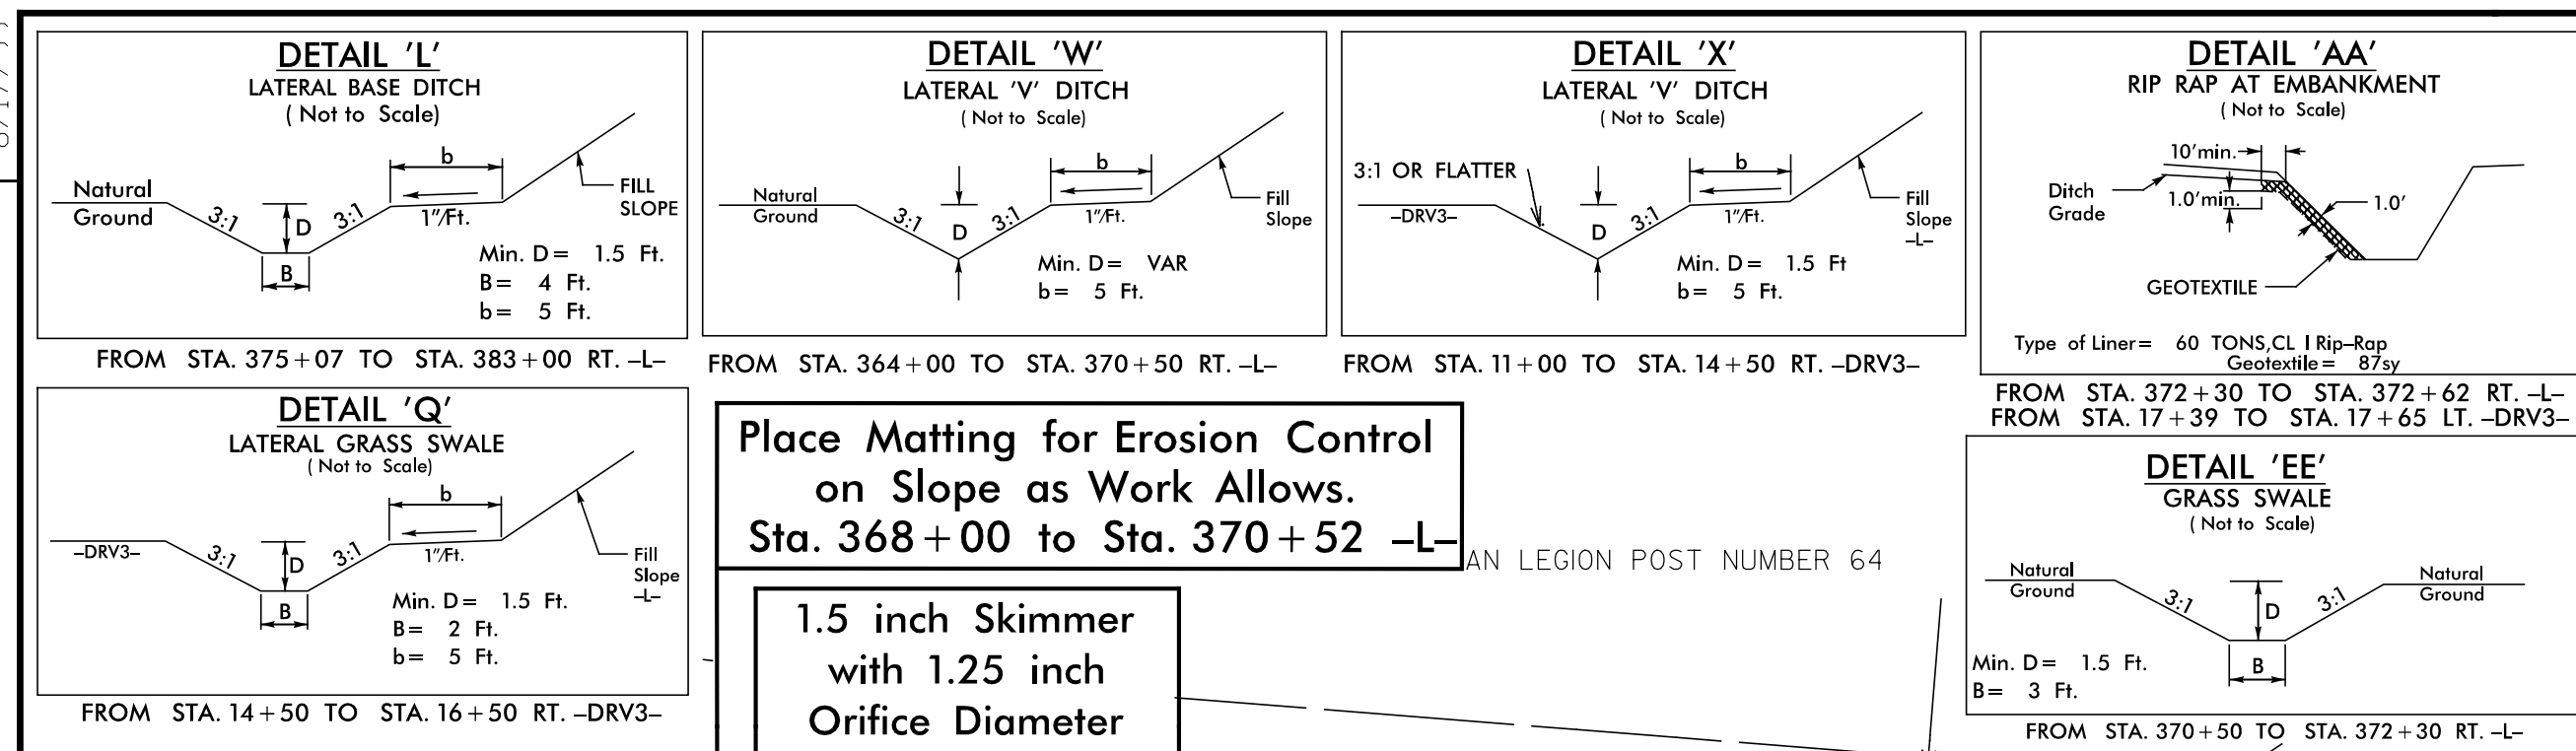 DETAIL 'L'
LATERAL BASE DITCH
( Not to Scale)
b
Natural
Ground
3:1
D
3:1
1"/Ft.
FILL
SLOPE
B
Min. D = 1.5 Ft.
B = 4 Ft.
b = 5 Ft.
FROM STA. 375+07 TO STA. 383+00 RT. –L–
DETAIL 'W'
LATERAL 'V' DITCH
( Not to Scale)
b
Natural
Ground
3:1
D
3:1
1"/Ft.
Fill
Slope
Min. D = VAR
b = 5 Ft.
FROM STA. 364+00 TO STA. 370+50 RT. –L–
DETAIL 'X'
LATERAL 'V' DITCH
( Not to Scale)
3:1 OR FLATTER
b
–DRV3–
D
3:1
1"/Ft.
Fill
Slope
–L–
Min. D = 1.5 Ft
b = 5 Ft.
FROM STA. 11+00 TO STA. 14+50 RT. –DRV3–
DETAIL 'AA'
RIP RAP AT EMBANKMENT
( Not to Scale)
10'min.
Ditch
Grade
1.0'min.
1.0'
GEOTEXTILE
Type of Liner = 60 TONS,CL I Rip–Rap
Geotextile = 87sy
FROM STA. 372+30 TO STA. 372+62 RT. –L–
FROM STA. 17+39 TO STA. 17+65 LT. –DRV3–
DETAIL 'Q'
LATERAL GRASS SWALE
( Not to Scale)
b
–DRV3–
3:1
D
3:1
1"/Ft.
Fill
Slope
–L–
B
Min. D = 1.5 Ft.
B = 2 Ft.
b = 5 Ft.
FROM STA. 14+50 TO STA. 16+50 RT. –DRV3–
Place Matting for Erosion Control
on Slope as Work Allows.
Sta. 368+00 to Sta. 370+52 –L–
AN LEGION POST NUMBER 64
1.5 inch Skimmer
with 1.25 inch
Orifice Diameter
DETAIL 'EE'
GRASS SWALE
( Not to Scale)
Natural
Ground
3:1
D
3:1
Natural
Ground
B
Min. D = 1.5 Ft.
B = 3 Ft.
FROM STA. 370+50 TO STA. 372+30 RT. –L–